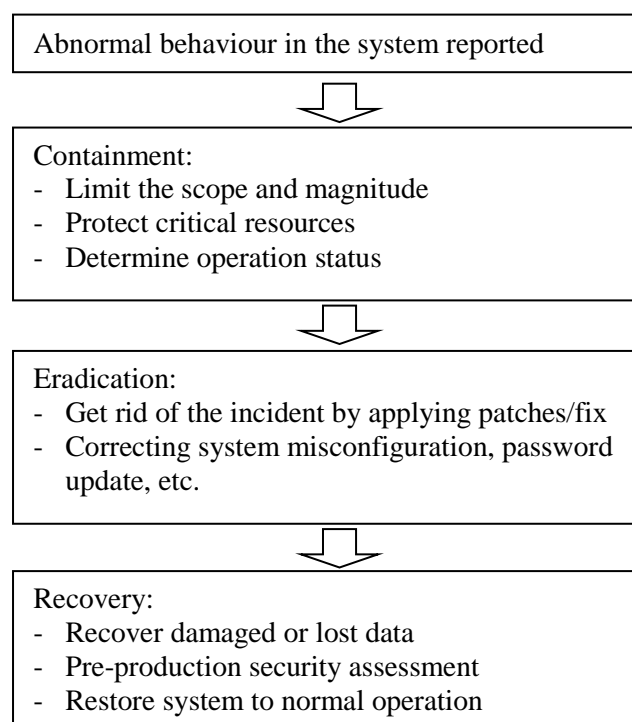 Abnormal behaviour in the system reported
Containment:
- Limit the scope and magnitude
- Protect critical resources
- Determine operation status
Eradication:
- Get rid of the incident by applying patches/fix
- Correcting system misconfiguration, password
update, etc.
Recovery:
- Recover damaged or lost data
- Pre-production security assessment
- Restore system to normal operation